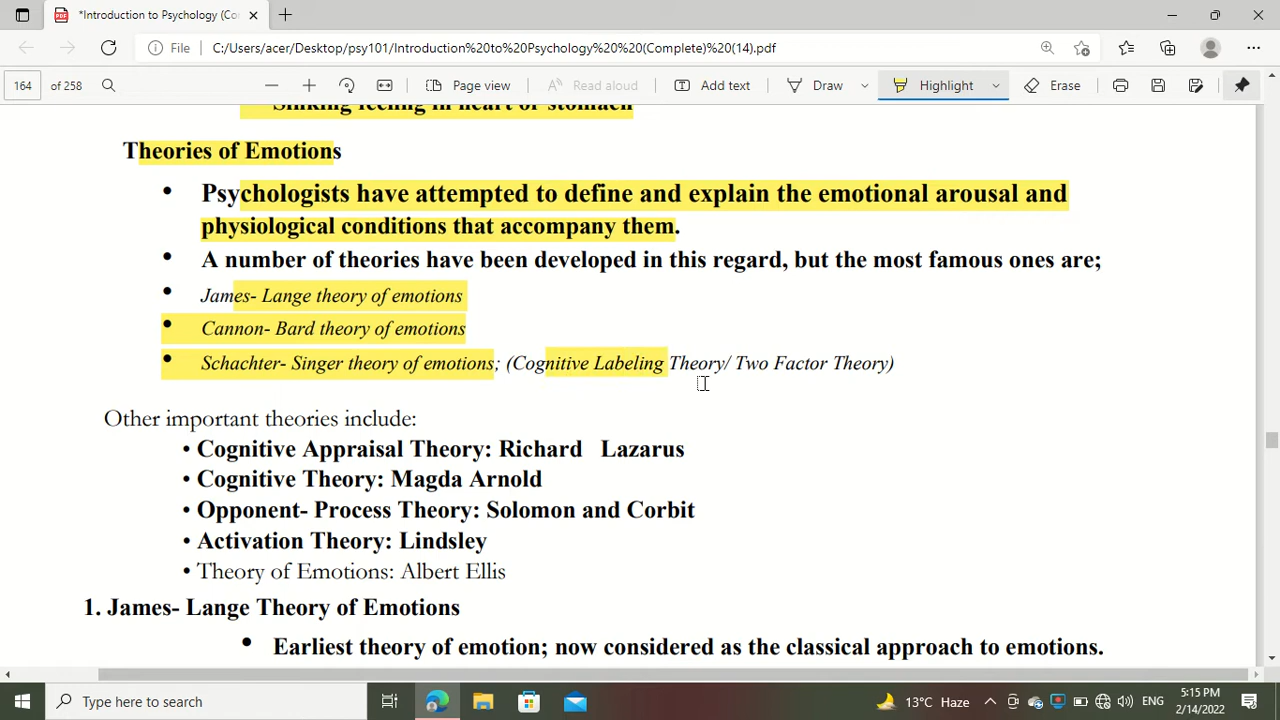 *Introduction to Psychology (Co
File C:/Users/acer/Desktop/psy101/Introduction%20to%20Psychology%20%20(Complete)%20(14).pdf
164 of 258 Page view Read aloud Add text Draw Highlight Erase
Sinking feeling in heart or stomach
Theories of Emotions
• Psychologists have attempted to define and explain the emotional arousal and
physiological conditions that accompany them.
• A number of theories have been developed in this regard, but the most famous ones are;
• James- Lange theory of emotions
• Cannon- Bard theory of emotions
• Schachter- Singer theory of emotions; (Cognitive Labeling Theory/ Two Factor Theory)
Other important theories include:
• Cognitive Appraisal Theory: Richard Lazarus
• Cognitive Theory: Magda Arnold
• Opponent- Process Theory: Solomon and Corbit
• Activation Theory: Lindsley
• Theory of Emotions: Albert Ellis
1. James- Lange Theory of Emotions
• Earliest theory of emotion; now considered as the classical approach to emotions.
Type here to search
13°C Haze ENG 5:15 PM
2/14/2022